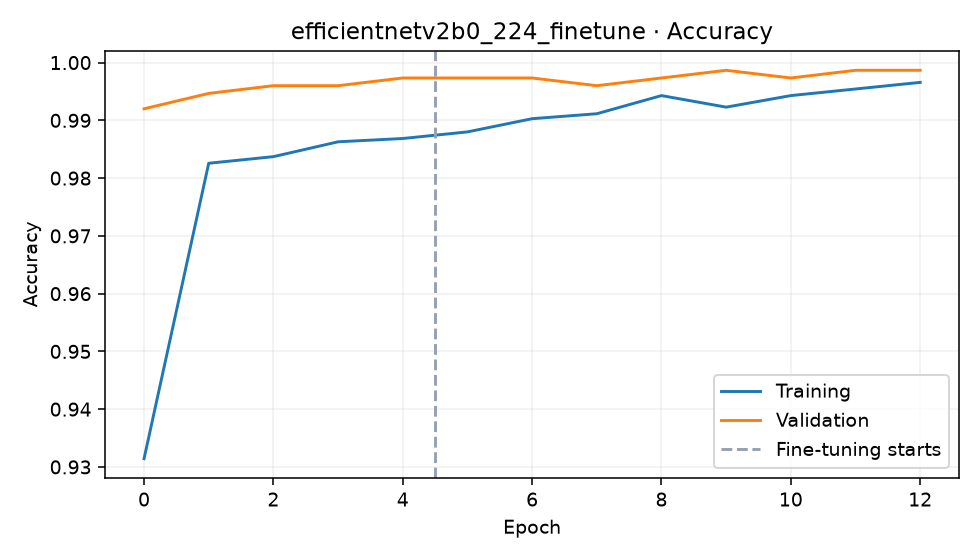 efficientnetv2b0_224_finetune · Accuracy
1.00
0.99
0.98
0.97
0.96
0.95
0.94
0.93
Accuracy
Training
Validation
Fine-tuning starts
0 2 4 6 8 10 12
Epoch